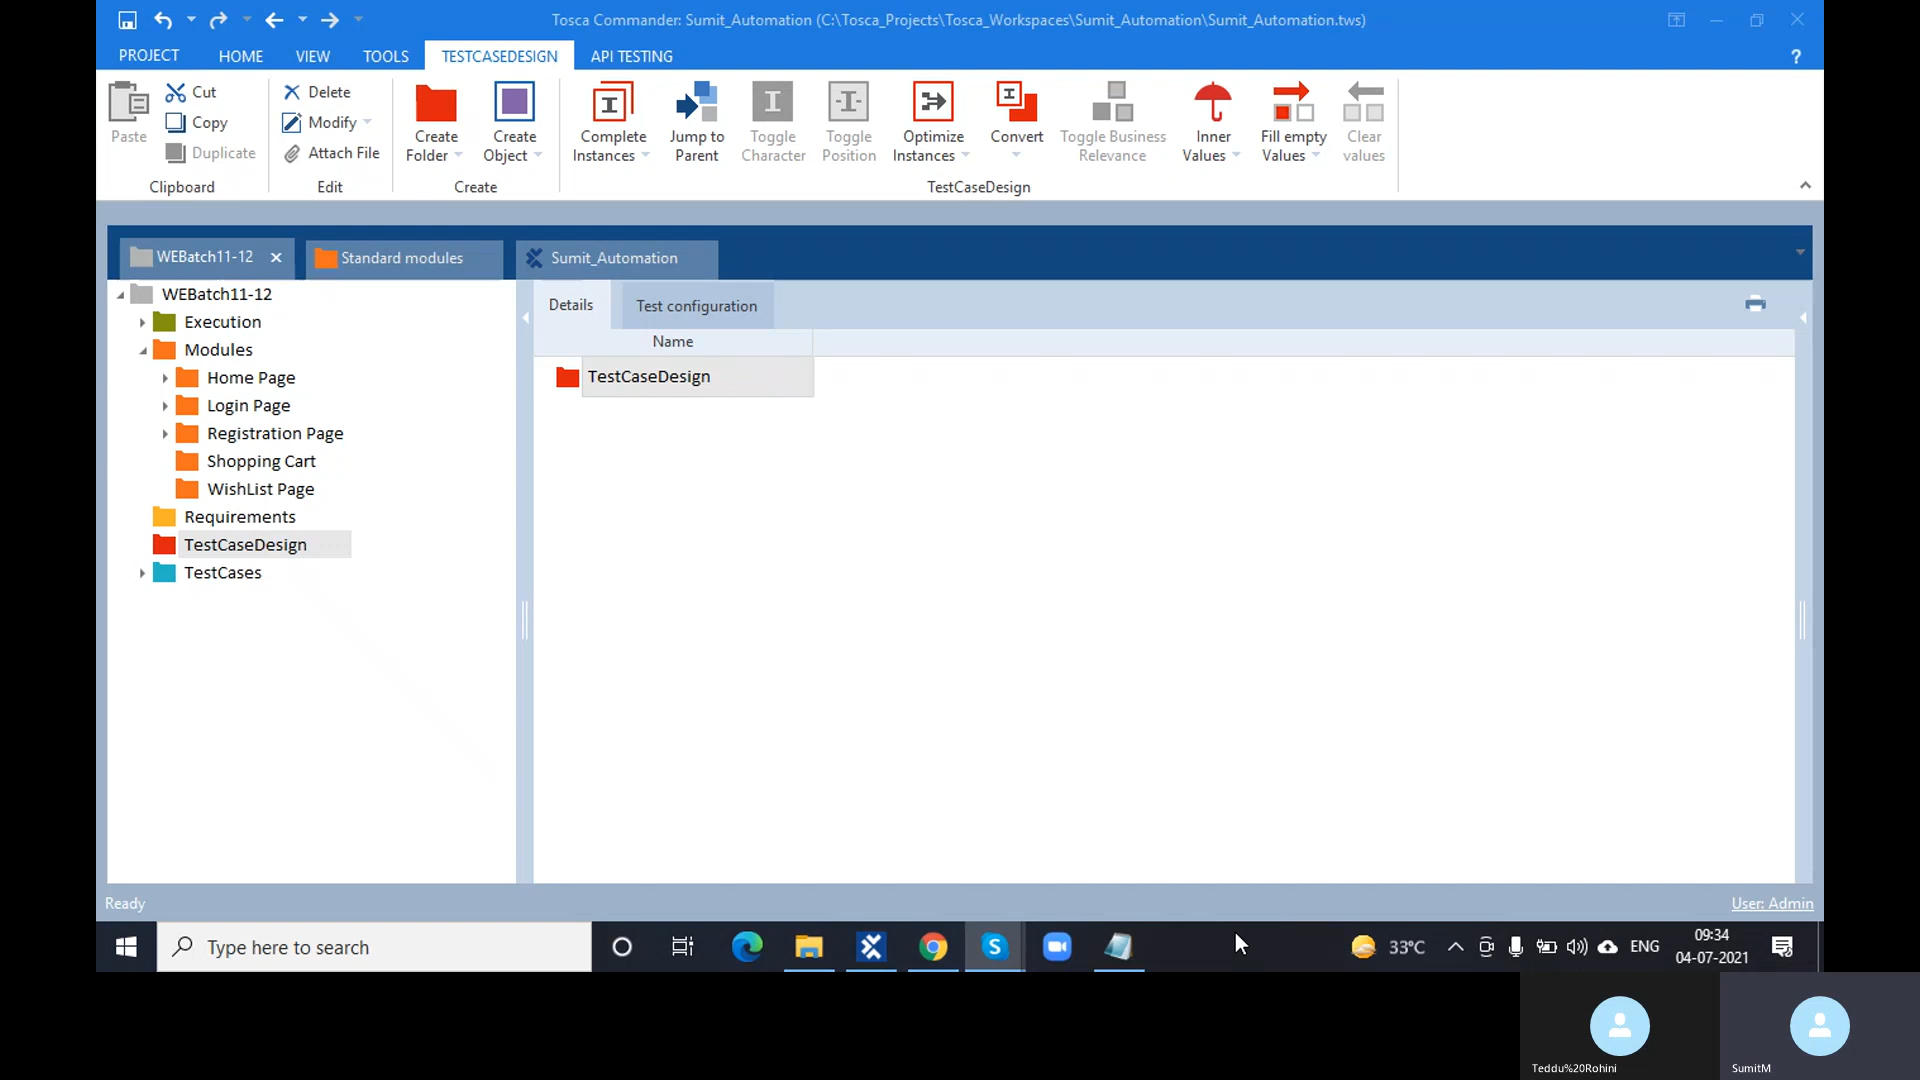 Tosca Commander: Sumit_Automation (C:\Tosca_Projects\Tosca_Workspaces\Sumit_Automation\Sumit_Automation.tws)
PROJECT HOME VIEW TOOLS TESTCASEDESIGN API TESTING ?
Paste
Cut
Copy
Duplicate
Clipboard
Delete
Modify
Attach File
Edit
Create
Folder
Create
Object
Create
Complete
Instances
Jump to
Parent
Toggle
Character
Toggle
Position
Optimize
Instances
Convert
Toggle Business
Relevance
Inner
Values
Fill empty
Values
Clear
values
TestCaseDesign
WEBatch11-12
Standard modules
Sumit_Automation
WEBatch11-12
Execution
Modules
Home Page
Login Page
Registration Page
Shopping Cart
WishList Page
Requirements
TestCaseDesign
TestCases
Details
Test configuration
Name
TestCaseDesign
Ready
User: Admin
Type here to search
33°C
ENG
09:34
04-07-2021
Teddu%20Rohini
SumitM